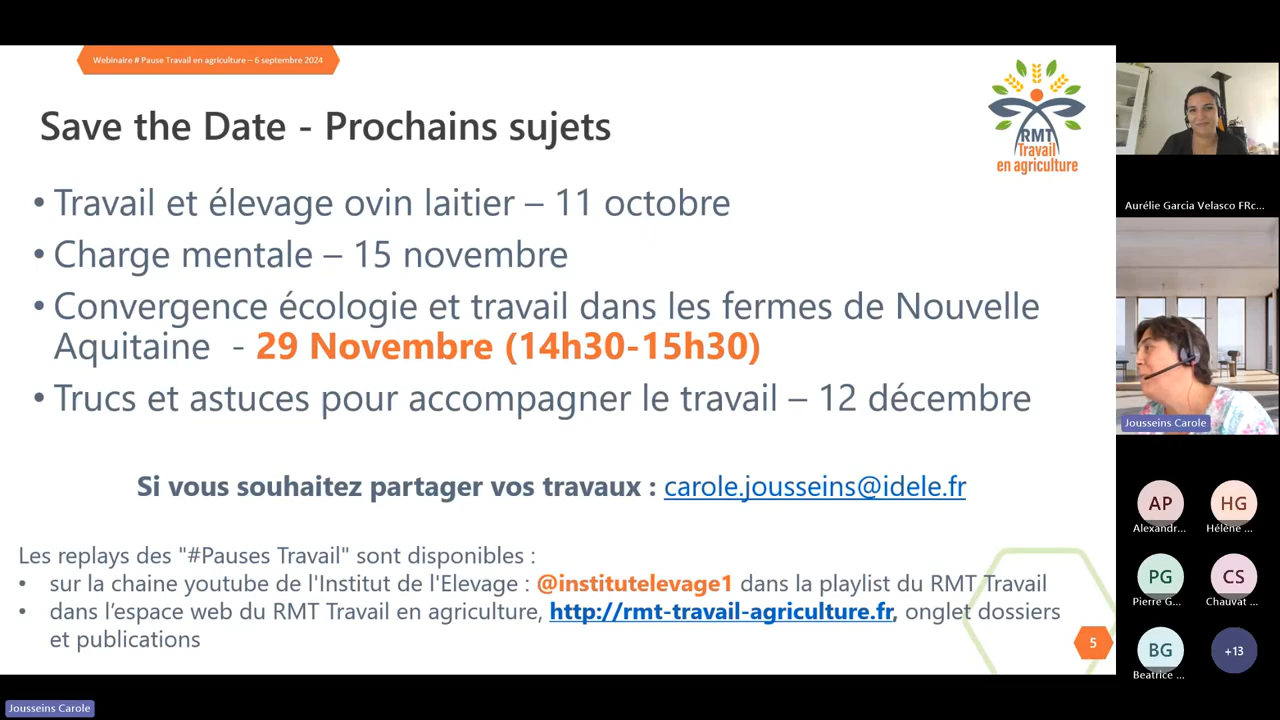 Webinaire # Pause Travail en agriculture – 6 septembre 2024
RMT
Travail
en agriculture
Save the Date - Prochains sujets
• Travail et élevage ovin laitier – 11 octobre
• Charge mentale – 15 novembre
• Convergence écologie et travail dans les fermes de Nouvelle
Aquitaine - 29 Novembre (14h30-15h30)
• Trucs et astuces pour accompagner le travail – 12 décembre
Si vous souhaitez partager vos travaux : carole.jousseins@idele.fr
Les replays des "#Pauses Travail" sont disponibles :
• sur la chaine youtube de l'Institut de l'Elevage : @institutelevage1 dans la playlist du RMT Travail
• dans l’espace web du RMT Travail en agriculture, http://rmt-travail-agriculture.fr, onglet dossiers
et publications
5
Aurélie Garcia Velasco FRc...
Jousseins Carole
AP
Alexandr...
HG
Hélène ...
PG
Pierre G...
CS
Chauvat ...
BG
Beatrice ...
+13
Jousseins Carole